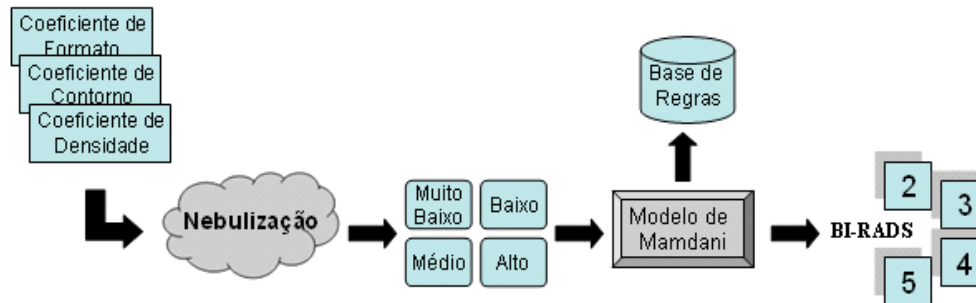 Coeficiente de
Formato
Coeficiente de
Contorno
Coeficiente de
Densidade
Nebulização
Muito
Baixo
Baixo
Médio
Alto
Base de
Regras
Modelo de
Mamdani
BI-RADS
2
3
4
5